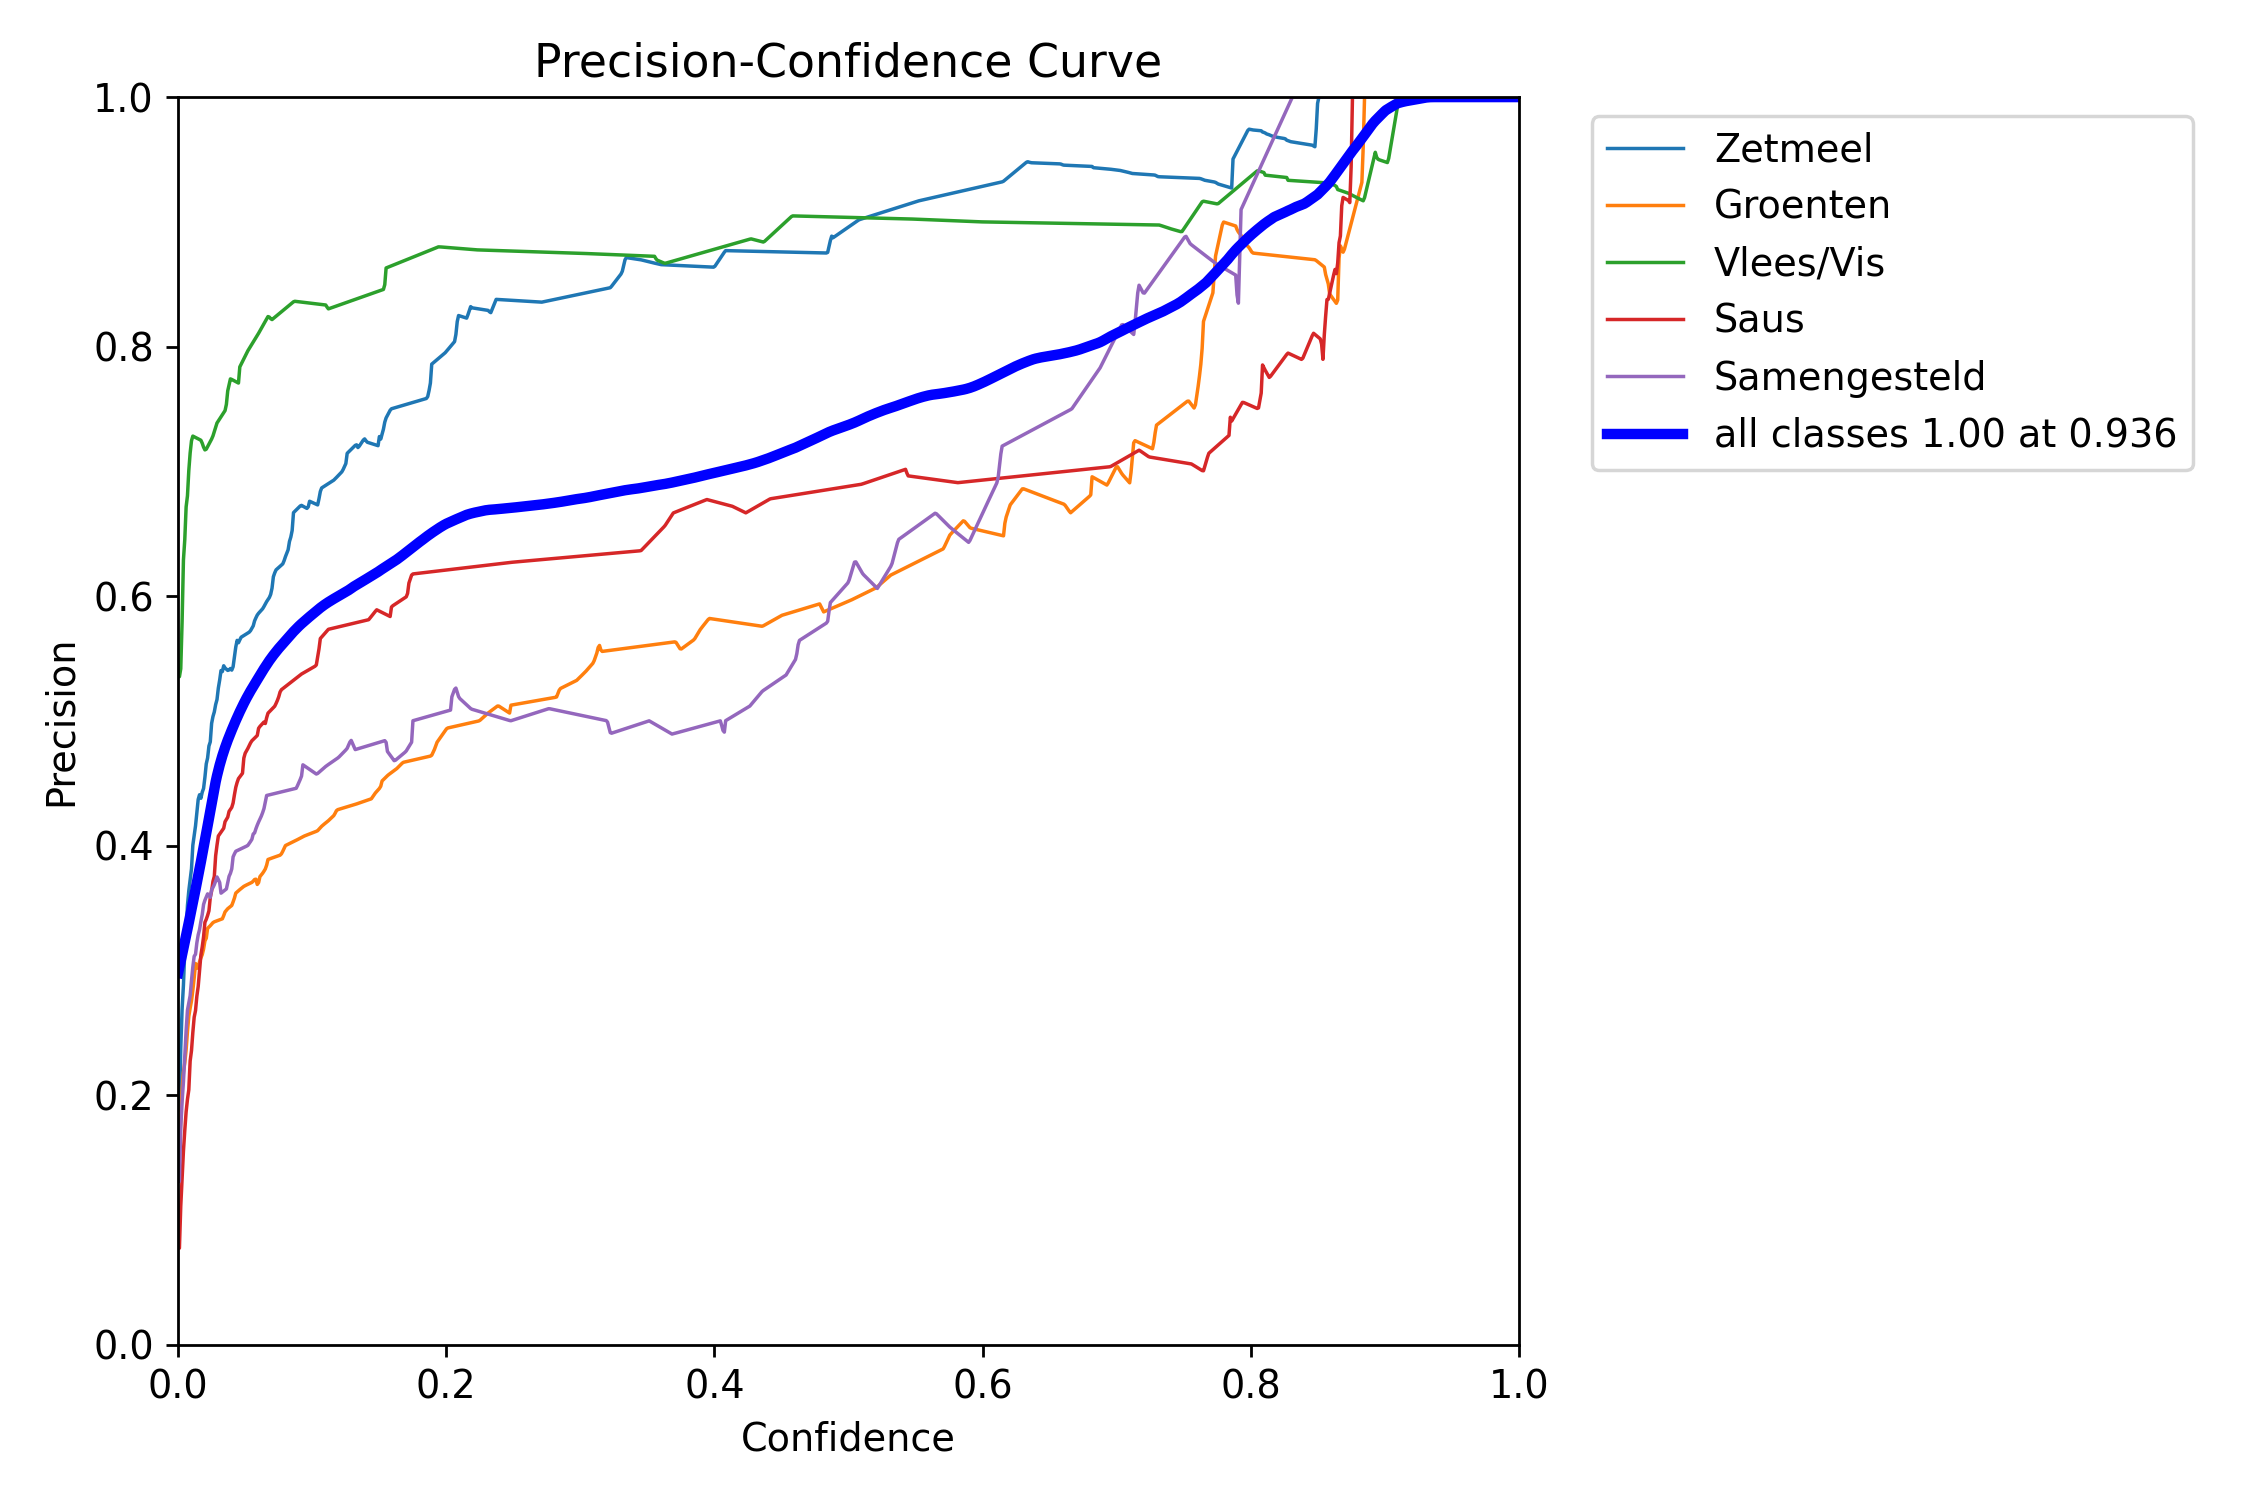 Precision-Confidence Curve
1.0
0.8
0.6
0.4
0.2
0.0
Precision
0.0 0.2 0.4 0.6 0.8 1.0
Confidence
Zetmeel
Groenten
Vlees/Vis
Saus
Samengesteld
all classes 1.00 at 0.936